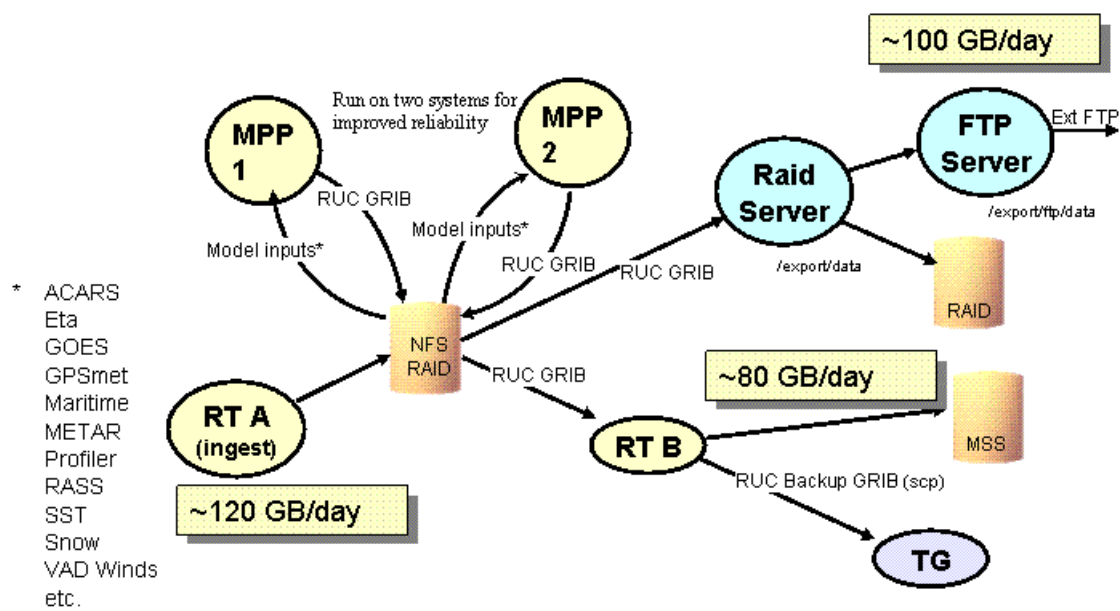 ~100 GB/day
Run on two systems for
improved reliability
MPP
1
MPP
2
FTP
Server
Ext FTP
Raid
Server
RUC GRIB
Model inputs*
Model inputs*
RUC GRIB
RUC GRIB
/export/ftp/data
/export/data
RAID
NFS
RAID
* ACARS
Eta
GOES
GPSmet
Maritime
METAR
Profiler
RASS
SST
Snow
VAD Winds
etc.
RUC GRIB
~80 GB/day
RT A
(ingest)
RT B
MSS
RUC Backup GRIB (scp)
~120 GB/day
TG